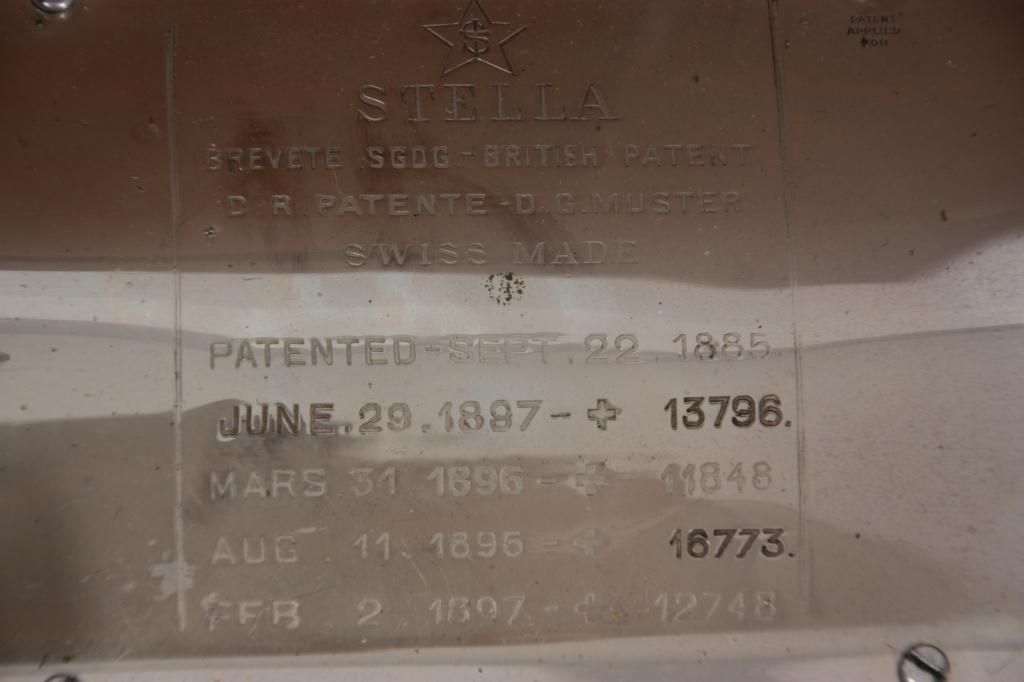 PATENT
APPLIED
FOR
S
STELLA
BREVETE SGDG-BRITISH PATENT
D.R.PATENTE-D.G.MUSTER
SWISS MADE
PATENTED-SEPT.22.1885.
JUNE.29.1897-✚ 13796.
MARS 31 1896-✚ 11848.
AUG. 11. 1896-✚ 16773.
FEB 2. 1897-✚ 12748